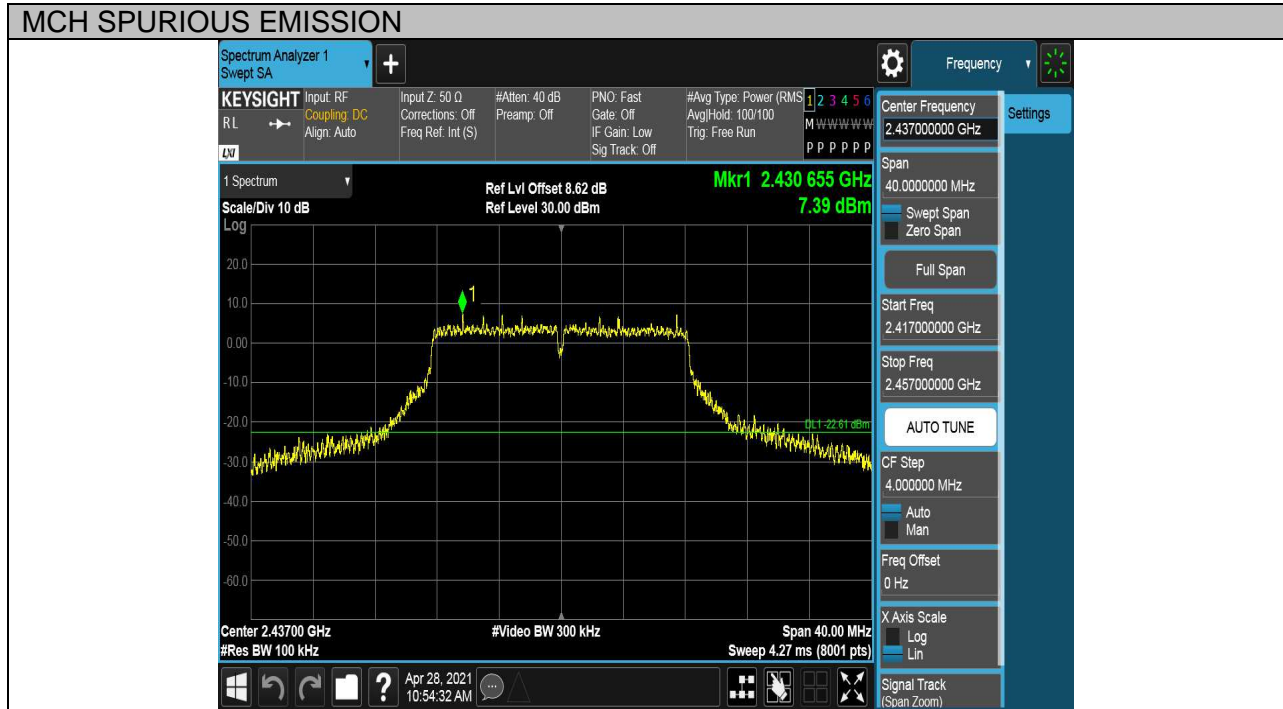 MCH SPURIOUS EMISSION
Spectrum Analyzer 1
Swept SA
+
Frequency
KEYSIGHT
RL
LXI
Input: RF
Coupling: DC
Align: Auto
Input Z: 50 Ω
Corrections: Off
Freq Ref: Int (S)
#Atten: 40 dB
Preamp: Off
PNO: Fast
Gate: Off
IF Gain: Low
Sig Track: Off
#Avg Type: Power (RMS
Avg|Hold: 100/100
Trig: Free Run
1 2 3 4 5 6
M W W W W W
P P P P P P
1 Spectrum
Scale/Div 10 dB
Log
Ref Lvl Offset 8.62 dB
Ref Level 30.00 dBm
Mkr1 2.430 655 GHz
7.39 dBm
20.0
10.0
0.00
-10.0
-20.0
-30.0
-40.0
-50.0
-60.0
1
DL1 -22.61 dBm
Center 2.43700 GHz
#Res BW 100 kHz
#Video BW 300 kHz
Span 40.00 MHz
Sweep 4.27 ms (8001 pts)
Apr 28, 2021
10:54:32 AM
?
Center Frequency
2.437000000 GHz
Settings
Span
40.0000000 MHz
Swept Span
Zero Span
Full Span
Start Freq
2.417000000 GHz
Stop Freq
2.457000000 GHz
AUTO TUNE
CF Step
4.000000 MHz
Auto
Man
Freq Offset
0 Hz
X Axis Scale
Log
Lin
Signal Track
(Span Zoom)